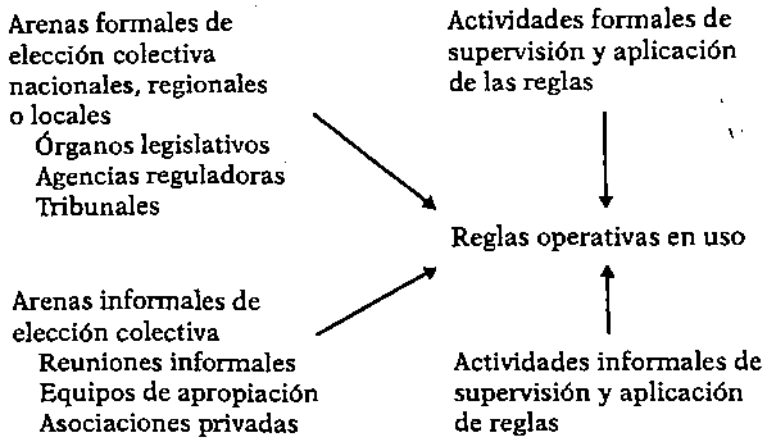 Arenas formales de
elección colectiva
nacionales, regionales
o locales
Órganos legislativos
Agencias reguladoras
Tribunales
Actividades formales de
supervisión y aplicación
de las reglas
Reglas operativas en uso
Arenas informales de
elección colectiva
Reuniones informales
Equipos de apropiación
Asociaciones privadas
Actividades informales de
supervisión y aplicación
de reglas